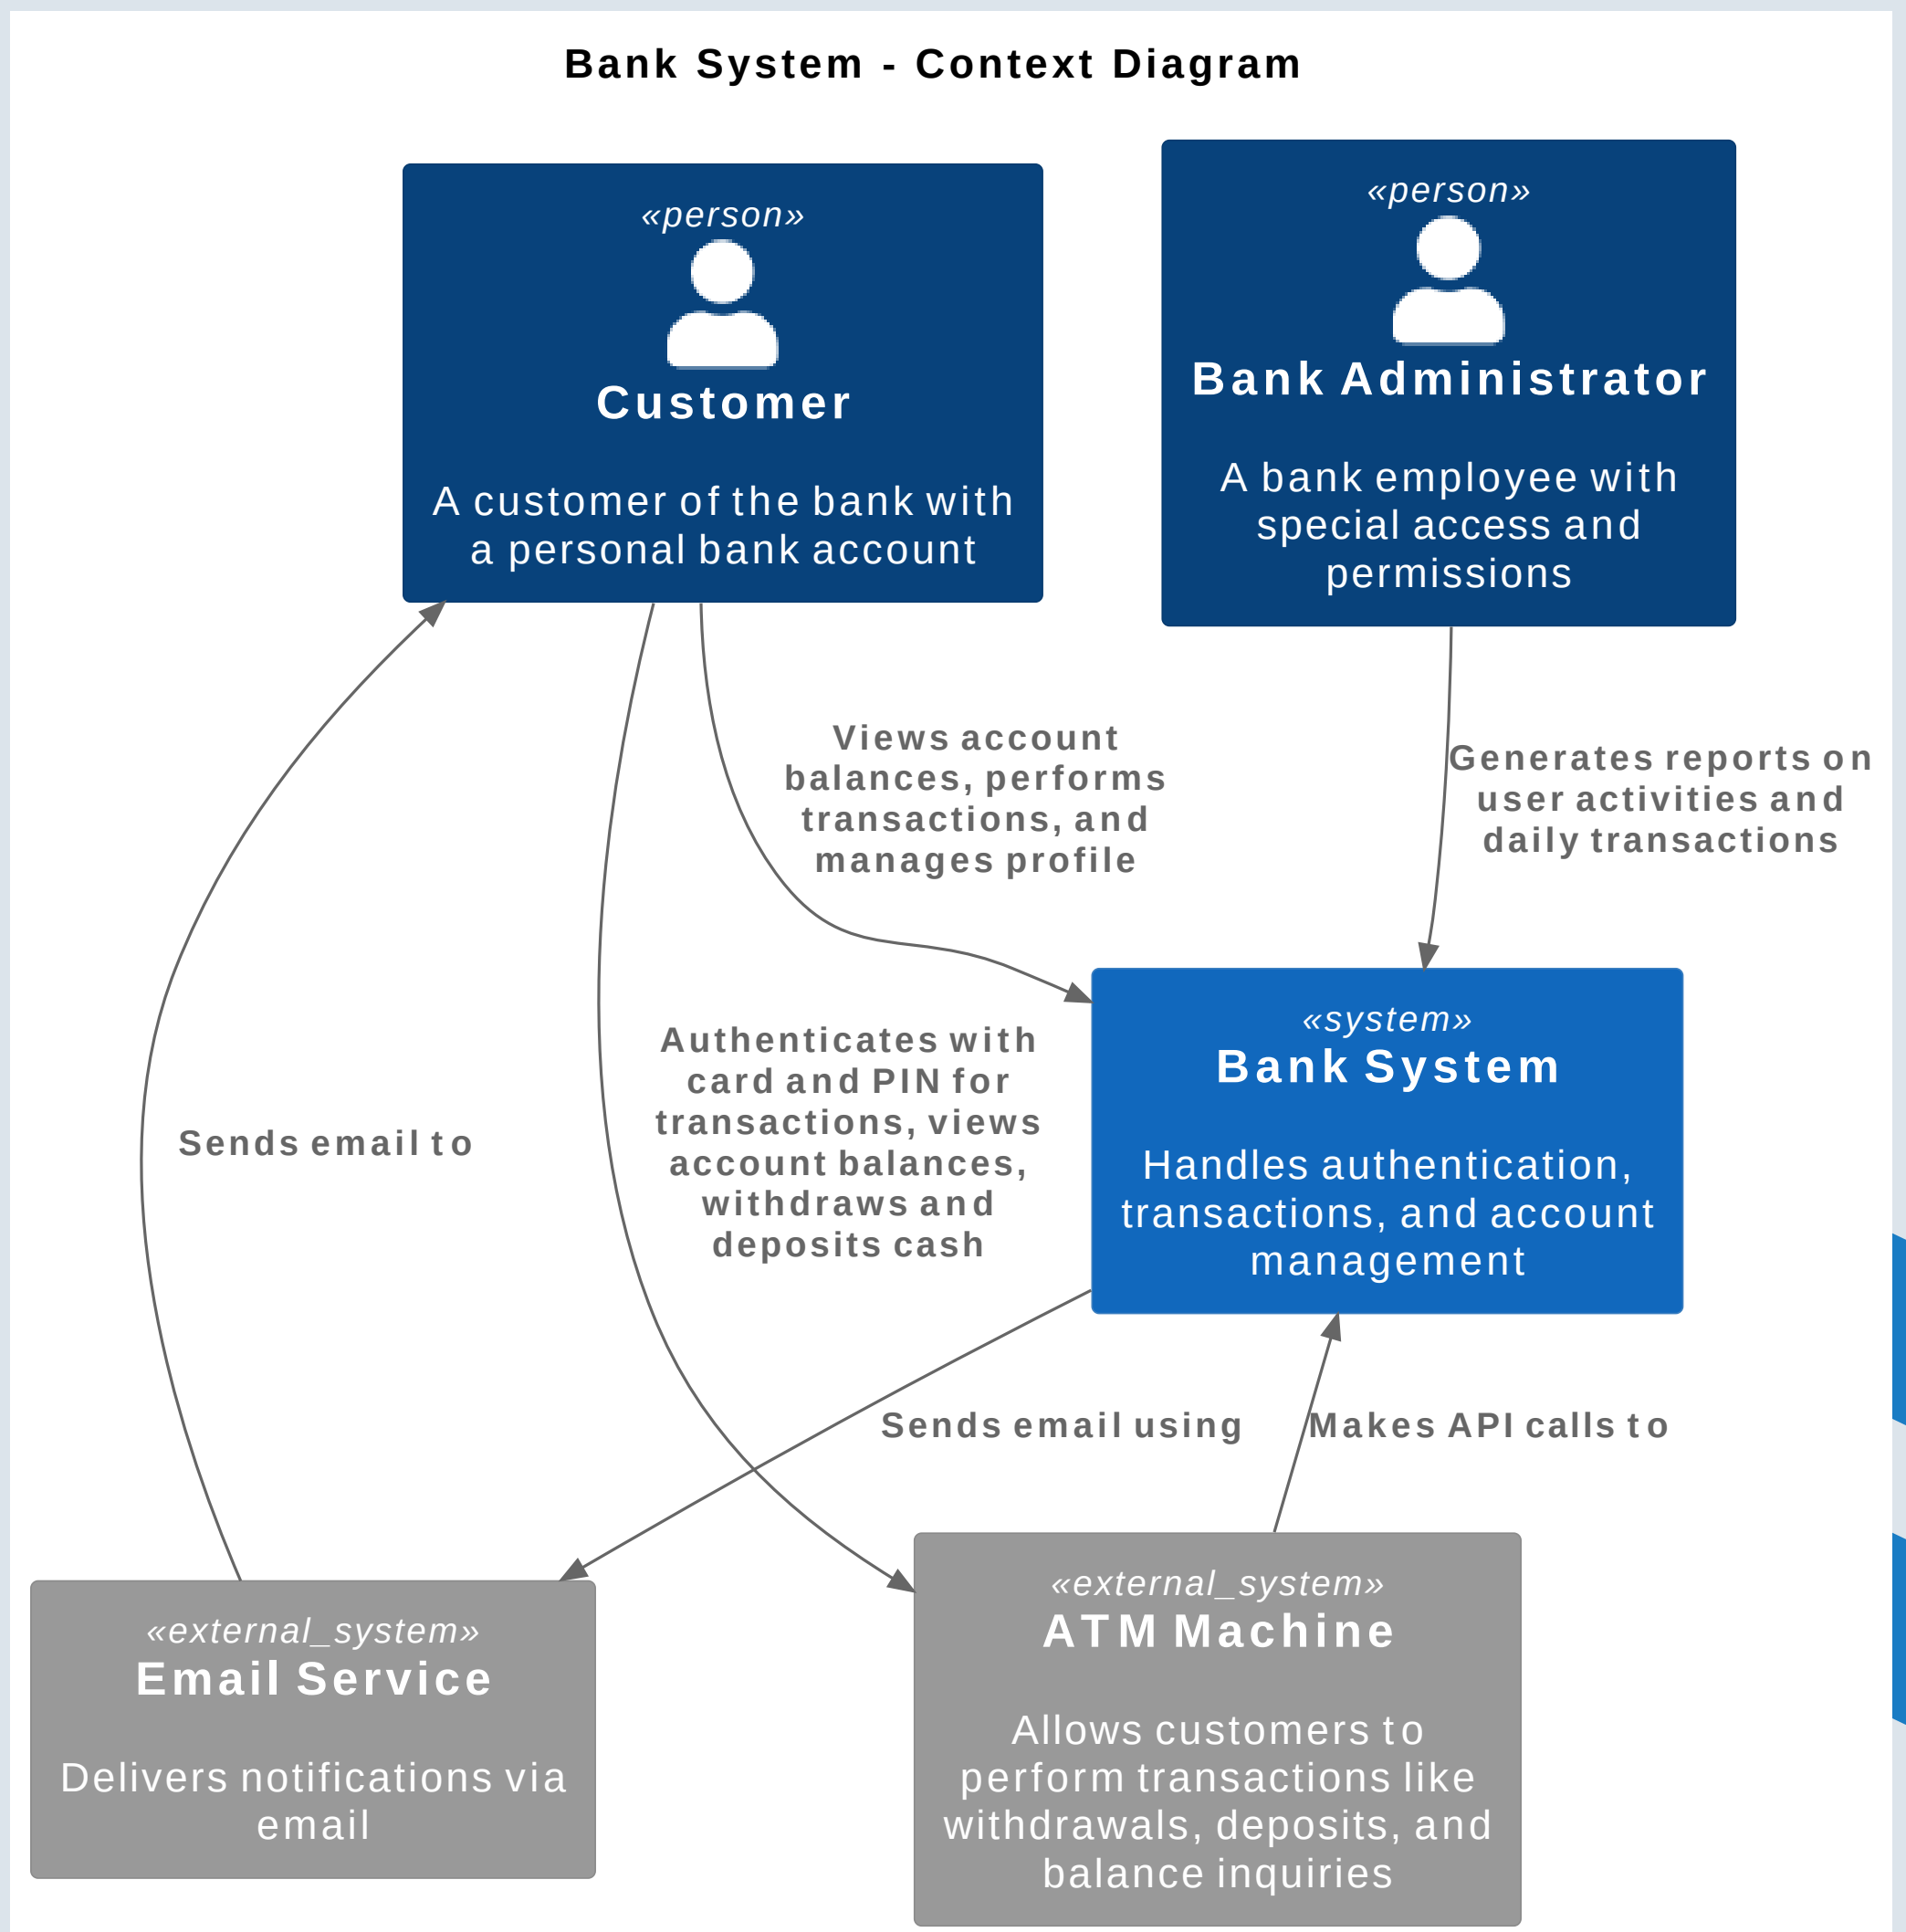 Bank System - Context Diagram
«person»
Customer
A customer of the bank with
a personal bank account
«person»
Bank Administrator
A bank employee with
special access and
permissions
Views account
balances, performs
transactions, and
manages profile
Generates reports on
user activities and
daily transactions
Sends email to
Authenticates with
card and PIN for
transactions, views
account balances,
withdraws and
deposits cash
«system»
Bank System
Handles authentication,
transactions, and account
management
Sends email using
Makes API calls to
«external_system»
Email Service
Delivers notifications via
email
«external_system»
ATM Machine
Allows customers to
perform transactions like
withdrawals, deposits, and
balance inquiries